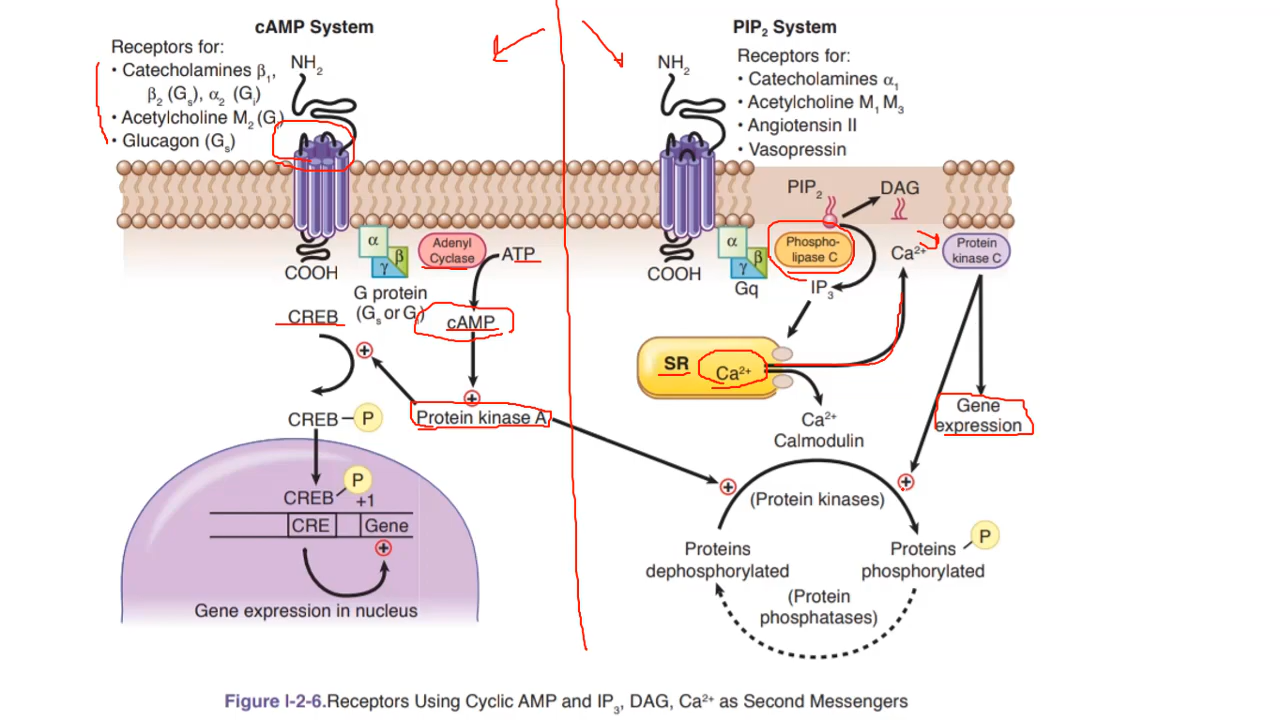 cAMP System
Receptors for:
• Catecholamines β1,
β2 (Gs), α2 (Gi)
• Acetylcholine M2 (Gi)
• Glucagon (Gs)
NH2
COOH
α
β
γ
G protein
(Gs or Gi)
Adenyl
Cyclase
ATP
cAMP
+
Protein kinase A
CREB
+
CREB–P
CREB P
+1
CRE
Gene
+
Gene expression in nucleus
PIP2 System
Receptors for:
• Catecholamines α1
• Acetylcholine M1 M3
• Angiotensin II
• Vasopressin
NH2
COOH
α
β
γ
Gq
PIP2
DAG
Phospho-
lipase C
IP3
Ca2+
Protein
kinase C
SR
Ca2+
Ca2+
Calmodulin
Gene
expression
+
+
(Protein kinases)
Proteins
dephosphorylated
Proteins P
phosphorylated
(Protein
phosphatases)
Figure I-2-6.Receptors Using Cyclic AMP and IP3, DAG, Ca2+ as Second Messengers